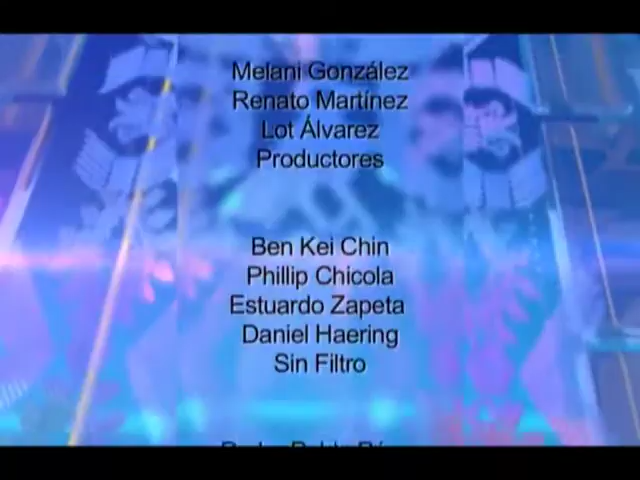 Melani González
Renato Martínez
Lot Álvarez
Productores
Ben Kei Chin
Phillip Chicola
Estuardo Zapeta
Daniel Haering
Sin Filtro